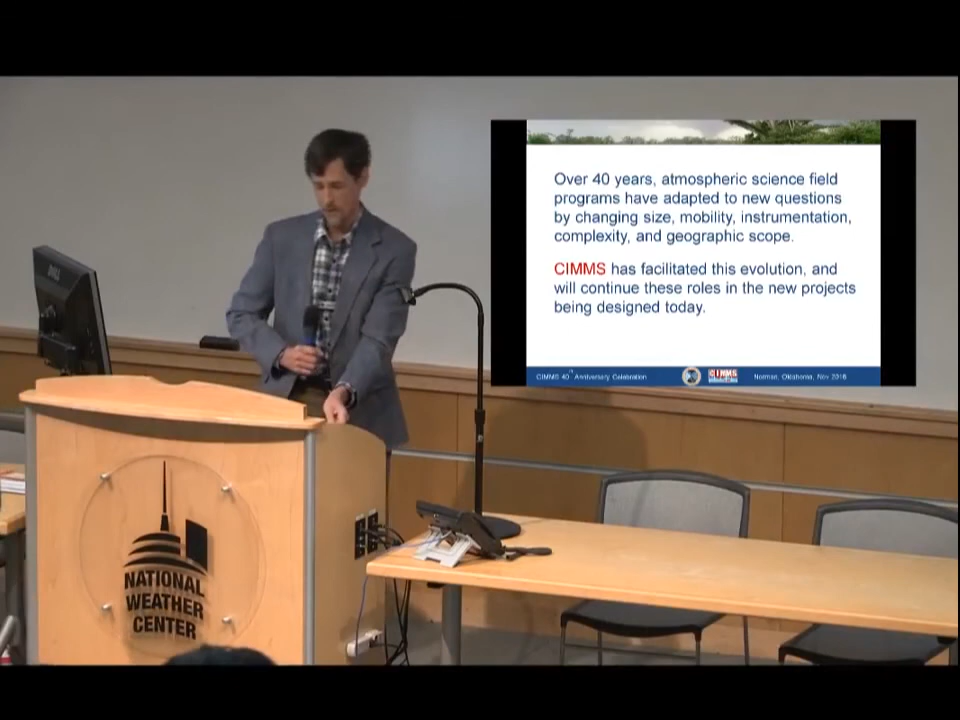 Over 40 years, atmospheric science field
programs have adapted to new questions
by changing size, mobility, instrumentation,
complexity, and geographic scope.
CIMMS has facilitated this evolution, and
will continue these roles in the new projects
being designed today.
CIMMS 40th Anniversary Celebration
CIMMS
Norman, Oklahoma, Nov 2018
DELL
NATIONAL
WEATHER
CENTER